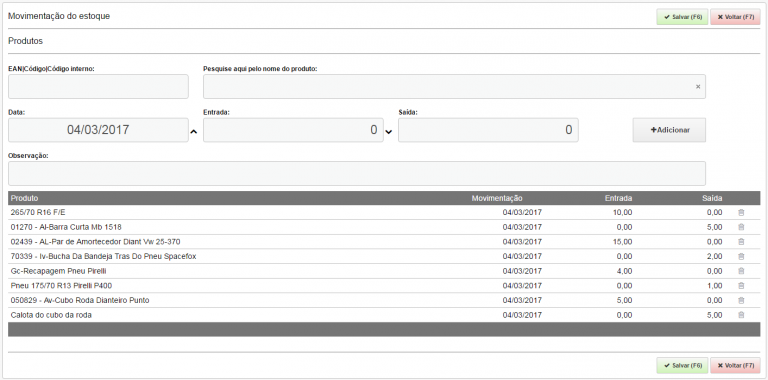 Movimentação do estoque
Salvar (F6) Voltar (F7)
Produtos
EAN|Código|Código interno: Pesquise aqui pelo nome do produto:
Data: Entrada: Saída:
04/03/2017 0 0 +Adicionar
Observação:
Produto Movimentação Entrada Saída
265/70 R16 F/E 04/03/2017 10,00 0,00
01270 - Al-Barra Curta Mb 1518 04/03/2017 0,00 5,00
02439 - AL-Par de Amortecedor Diant Vw 25-370 04/03/2017 15,00 0,00
70339 - Iv-Bucha Da Bandeja Tras Do Pneu Spacefox 04/03/2017 0,00 2,00
Gc-Recapagem Pneu Pirelli 04/03/2017 4,00 0,00
Pneu 175/70 R13 Pirelli P400 04/03/2017 0,00 1,00
050829 - Av-Cubo Roda Dianteiro Punto 04/03/2017 5,00 0,00
Calota do cubo da roda 04/03/2017 0,00 5,00
Salvar (F6) Voltar (F7)